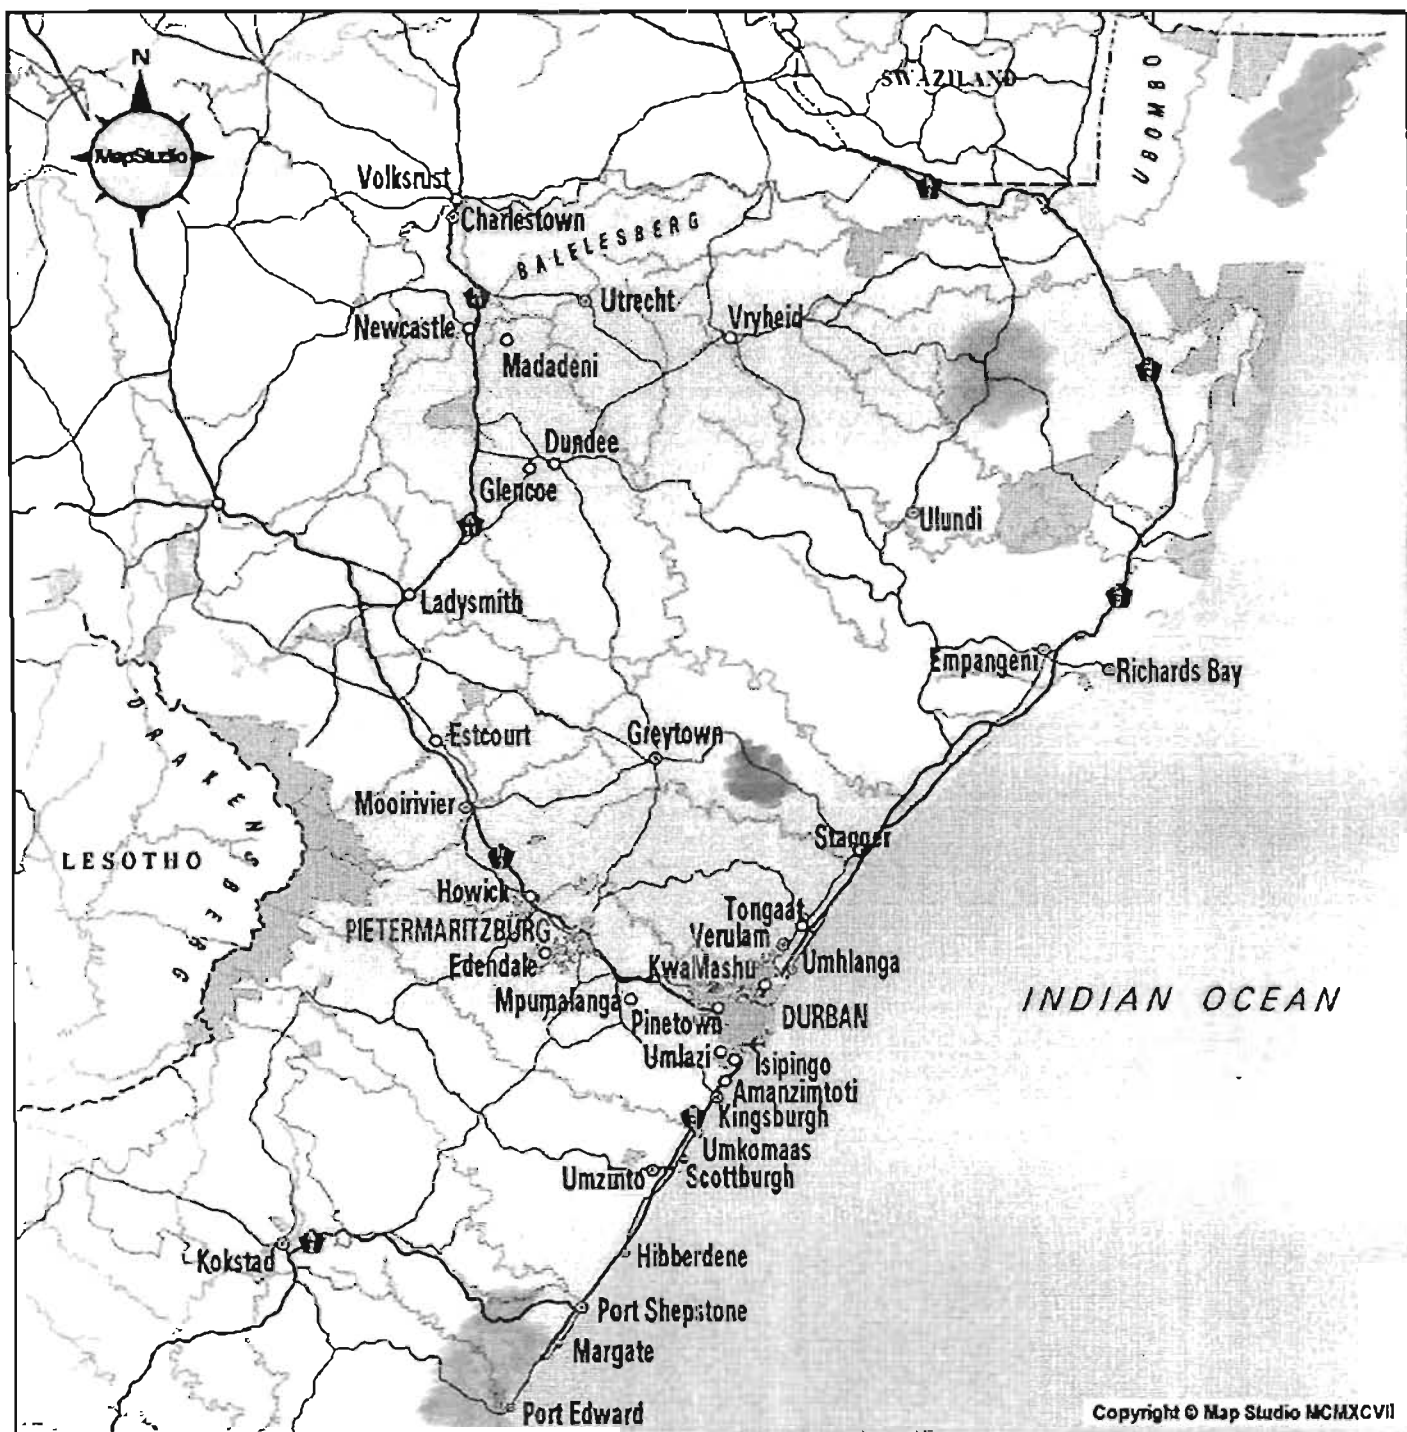 N
SWAZILAND
UBOMBO
MapStudio
Volksrust
Charlestown
BALELESBERG
Utrecht
Newcastle
Vryheid
Madadeni
Dundee
Glencoe
Ulundi
Ladysmith
Empangeni
Richards Bay
DRAKENSBERG
Estcourt
Greytown
Mooirivier
Stanger
LESOTHO
Howick
Tongaat
PIETERMARITZBURG
Verulam
Edendale
KwaMashu
Umhlanga
Mpumalanga
INDIAN OCEAN
Pinetown
DURBAN
Umlazi
Isipingo
Amanzimtoti
Kingsburgh
Umkomaas
Umzinto
Scottburgh
Kokstad
Hibberdene
Port Shepstone
Margate
Port Edward
Copyright © Map Studio MCMXCVII